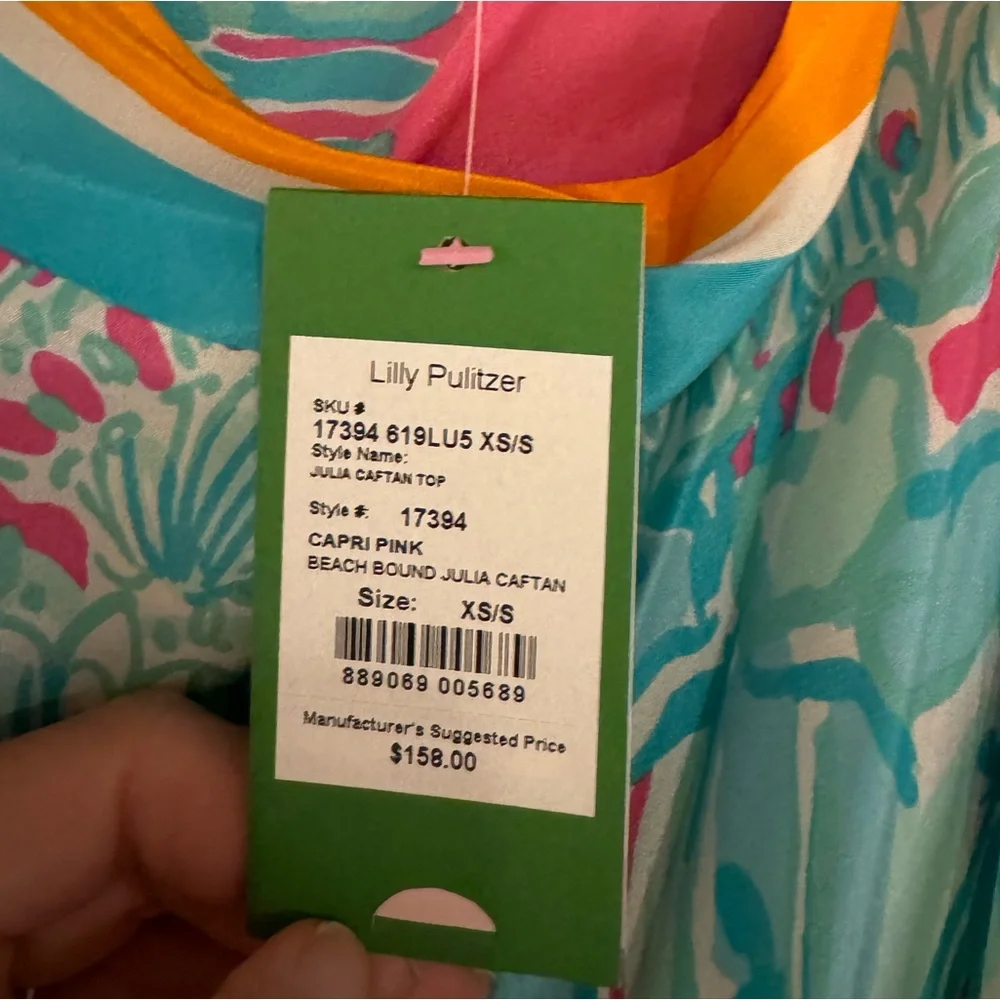 Lilly Pulitzer
SKU #
17394 619LU5 XS/S
Style Name:
JULIA CAFTAN TOP
Style #: 17394
CAPRI PINK
BEACH BOUND JULIA CAFTAN
Size: XS/S
889069 005689
Manufacturer's Suggested Price
$158.00